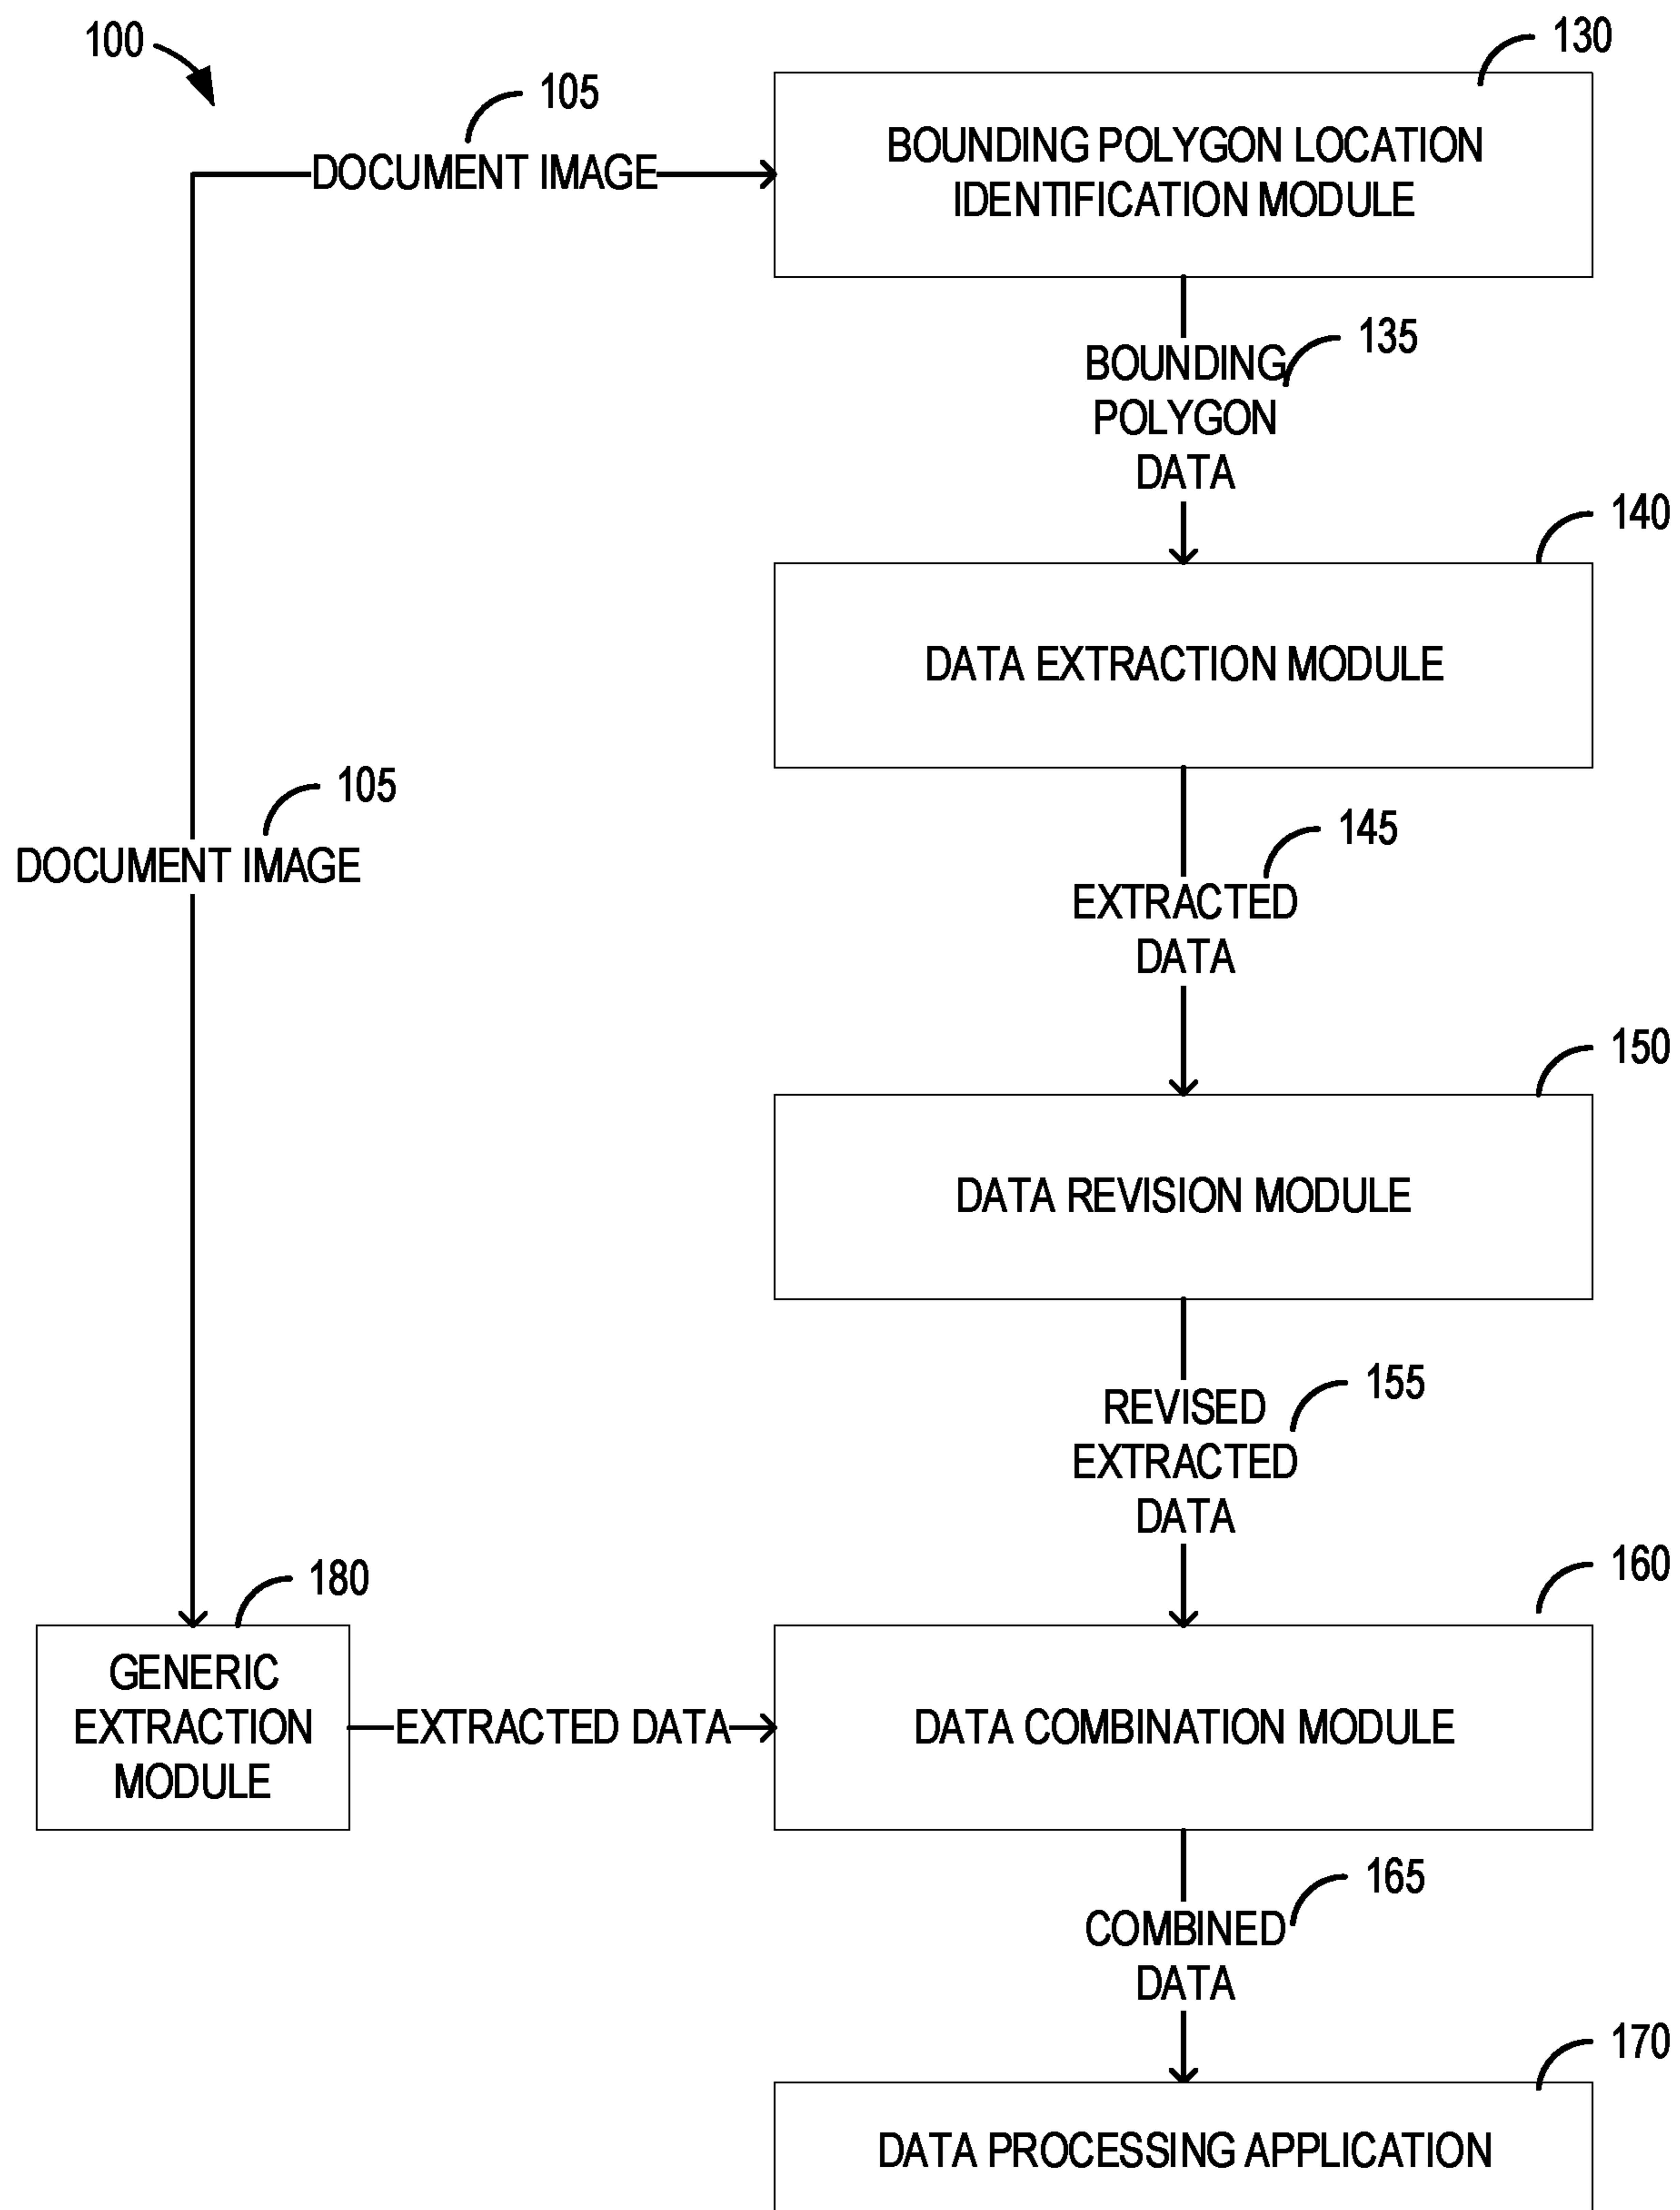 100
130
105
BOUNDING POLYGON LOCATION
IDENTIFICATION MODULE
DOCUMENT IMAGE
135
BOUNDING
POLYGON
DATA
140
DATA EXTRACTION MODULE
105
DOCUMENT IMAGE
145
EXTRACTED
DATA
150
DATA REVISION MODULE
155
REVISED
EXTRACTED
DATA
160
180
GENERIC
EXTRACTION
MODULE
EXTRACTED DATA
DATA COMBINATION MODULE
165
COMBINED
DATA
170
DATA PROCESSING APPLICATION